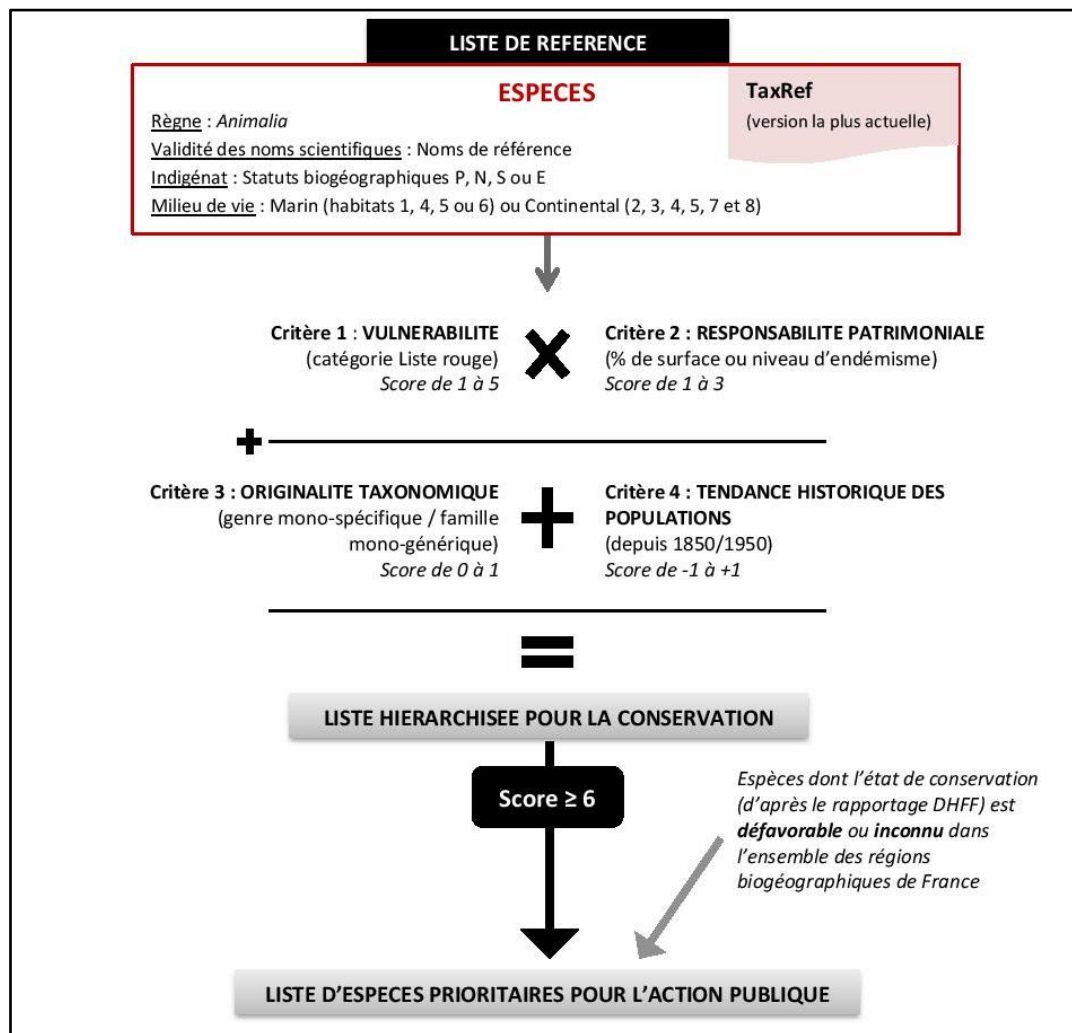 LISTE DE REFERENCE
ESPECES
Règne : Animalia
Validité des noms scientifiques : Noms de référence
Indigénat : Statuts biogéographiques P, N, S ou E
Milieu de vie : Marin (habitats 1, 4, 5 ou 6) ou Continental (2, 3, 4, 5, 7 et 8)
TaxRef
(version la plus actuelle)
Critère 1 : VULNERABILITE
(catégorie Liste rouge)
Score de 1 à 5
×
Critère 2 : RESPONSABILITE PATRIMONIALE
(% de surface ou niveau d’endémisme)
Score de 1 à 3
+
Critère 3 : ORIGINALITE TAXONOMIQUE
(genre mono-spécifique / famille
mono-générique)
Score de 0 à 1
+
Critère 4 : TENDANCE HISTORIQUE DES
POPULATIONS
(depuis 1850/1950)
Score de -1 à +1
=
LISTE HIERARCHISEE POUR LA CONSERVATION
Score ≥ 6
Espèces dont l’état de conservation
(d’après le rapportage DHFF) est
défavorable ou inconnu dans
l’ensemble des régions
biogéographiques de France
LISTE D’ESPECES PRIORITAIRES POUR L’ACTION PUBLIQUE